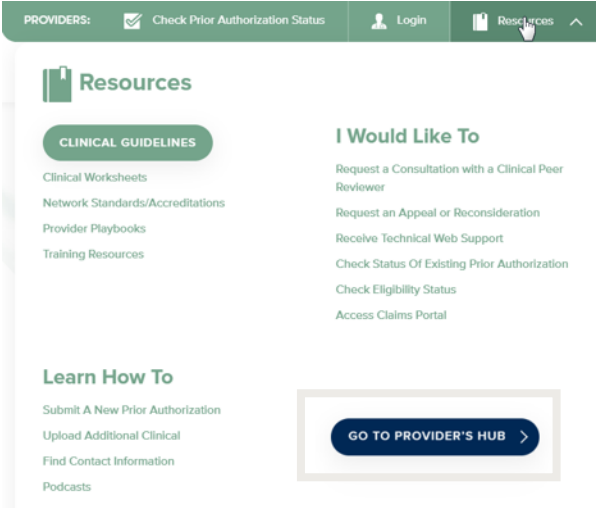 PROVIDERS: Check Prior Authorization Status Login Resources
Resources
CLINICAL GUIDELINES
Clinical Worksheets
Network Standards/Accreditations
Provider Playbooks
Training Resources
I Would Like To
Request a Consultation with a Clinical Peer
Reviewer
Request an Appeal or Reconsideration
Receive Technical Web Support
Check Status Of Existing Prior Authorization
Check Eligibility Status
Access Claims Portal
Learn How To
Submit A New Prior Authorization
Upload Additional Clinical
Find Contact Information
Podcasts
GO TO PROVIDER'S HUB